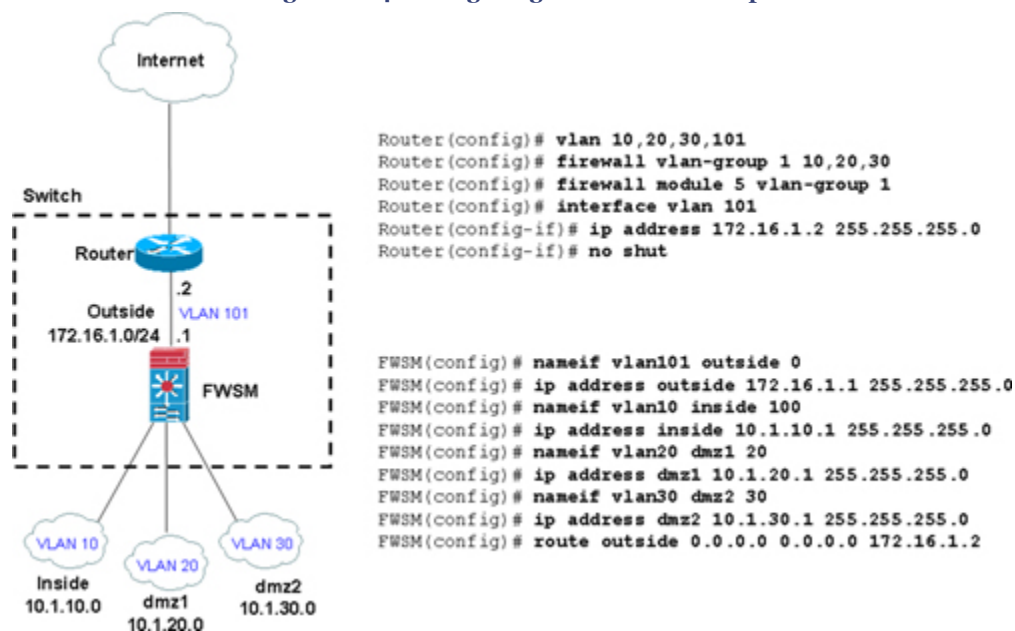 Internet
Switch
Router
.2
Outside
VLAN 101
172.16.1.0/24
.1
FWSM
VLAN 10
VLAN 20
VLAN 30
Inside
10.1.10.0
dmz1
10.1.20.0
dmz2
10.1.30.0
Router(config)# vlan 10,20,30,101
Router(config)# firewall vlan-group 1 10,20,30
Router(config)# firewall module 5 vlan-group 1
Router(config)# interface vlan 101
Router(config-if)# ip address 172.16.1.2 255.255.255.0
Router(config-if)# no shut
FWSM(config)# nameif vlan101 outside 0
FWSM(config)# ip address outside 172.16.1.1 255.255.255.0
FWSM(config)# nameif vlan10 inside 100
FWSM(config)# ip address inside 10.1.10.1 255.255.255.0
FWSM(config)# nameif vlan20 dmz1 20
FWSM(config)# ip address dmz1 10.1.20.1 255.255.255.0
FWSM(config)# nameif vlan30 dmz2 30
FWSM(config)# ip address dmz2 10.1.30.1 255.255.255.0
FWSM(config)# route outside 0.0.0.0 0.0.0.0 172.16.1.2